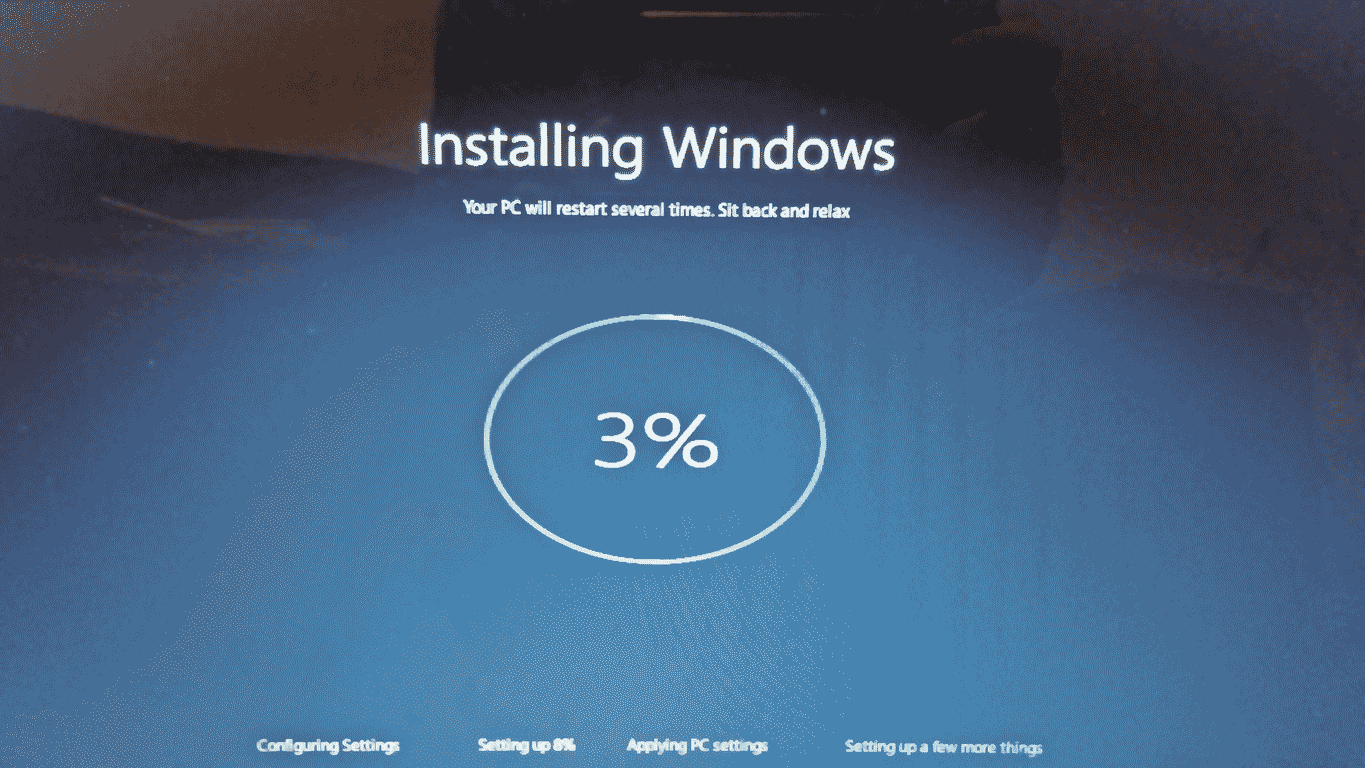 Installing Windows
Your PC will restart several times. Sit back and relax
3%
Configuring Settings Setting up 8% Applying PC settings Setting up a few more things